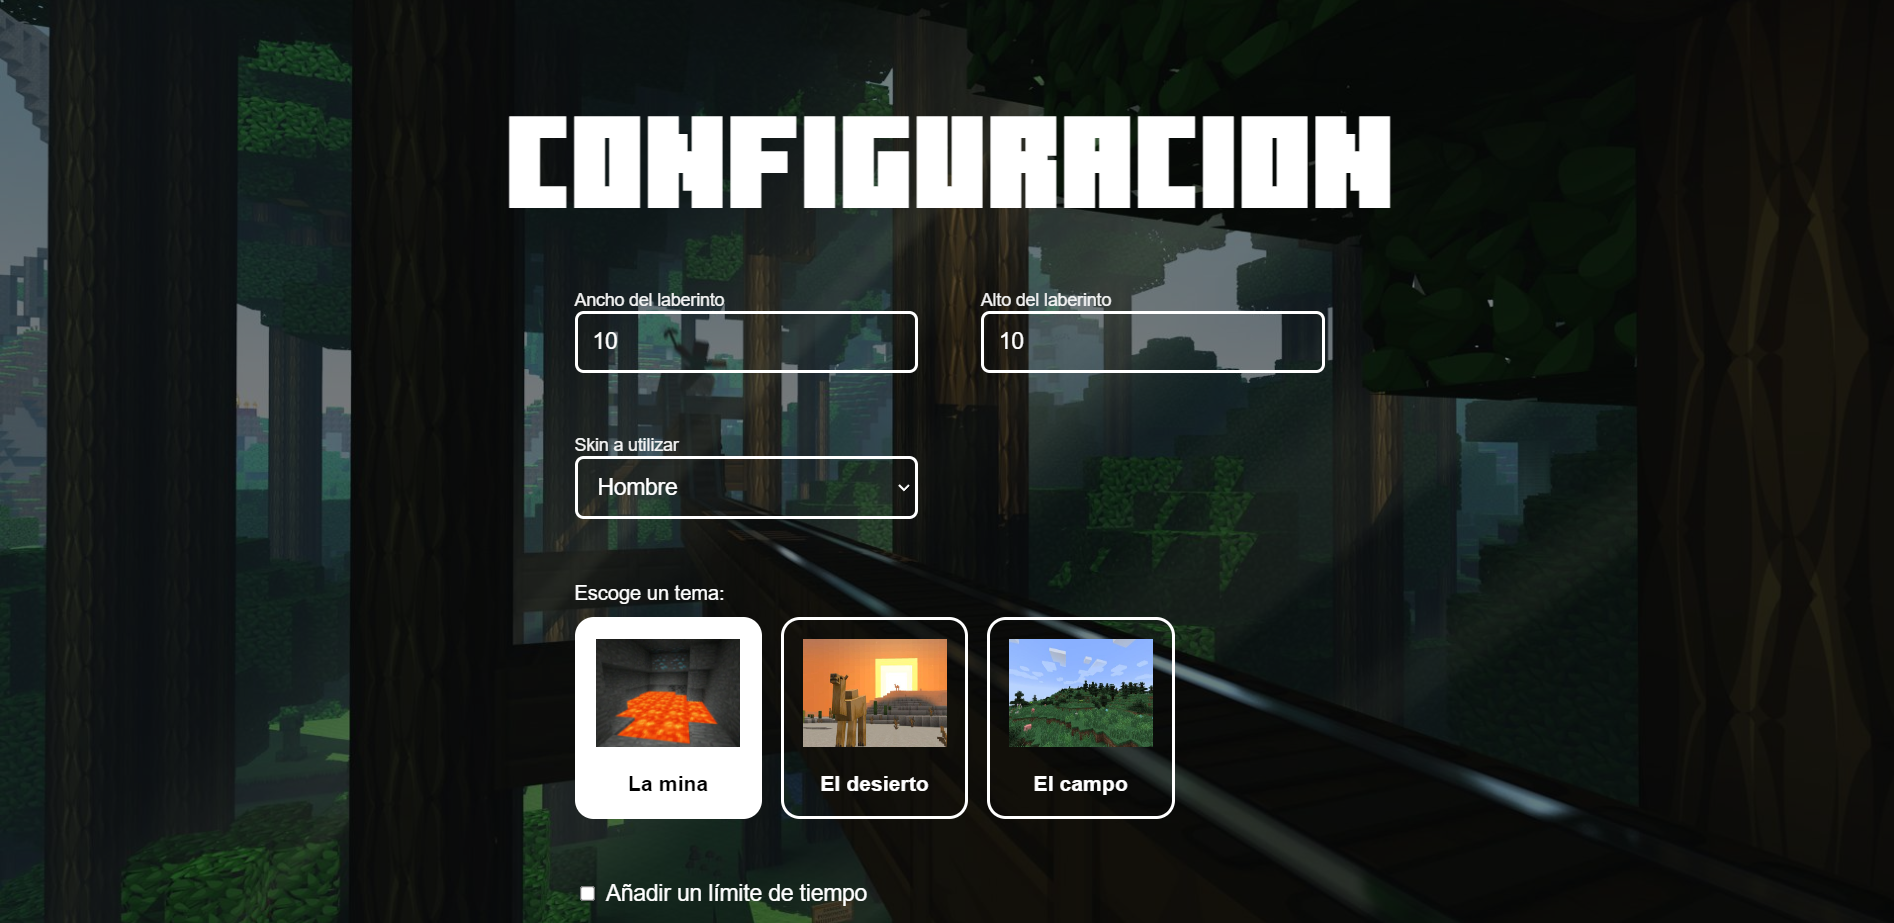 CONFIGURACION
Ancho del laberinto
Alto del laberinto
10
10
Skin a utilizar
Hombre
Escoge un tema:
La mina
El desierto
El campo
Añadir un límite de tiempo